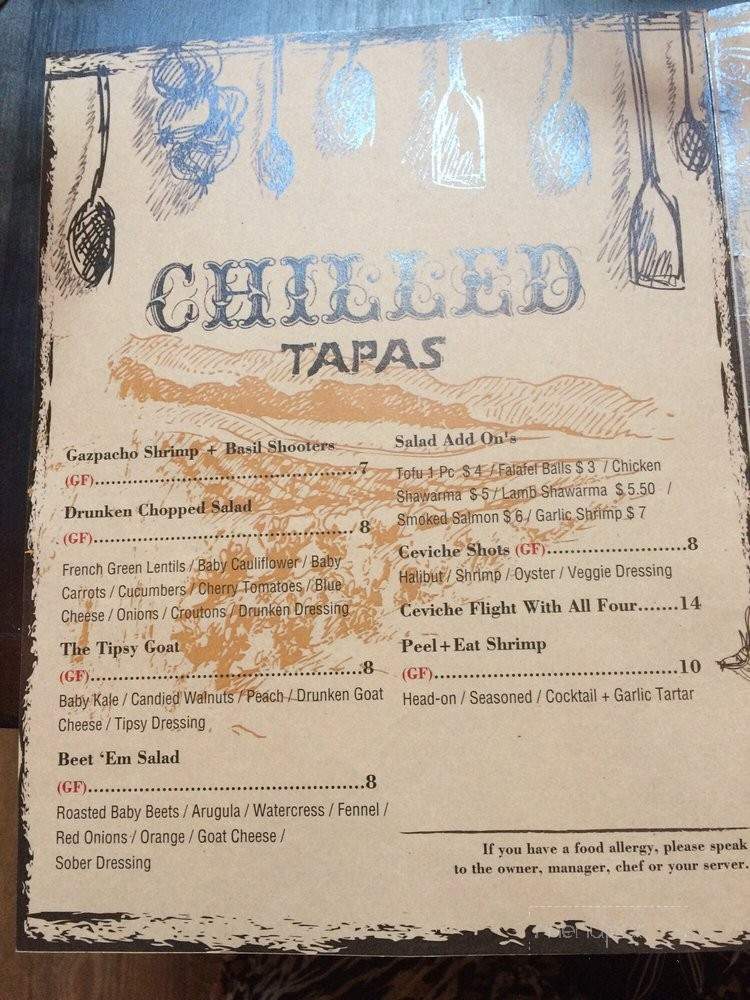 CHILLED
TAPAS
Gazpacho Shrimp + Basil Shooters
(GF)..........................................7
Drunken Chopped Salad
(GF)..........................................8
French Green Lentils / Baby Cauliflower / Baby
Carrots / Cucumbers / Cherry Tomatoes / Blue
Cheese / Onions / Croutons / Drunken Dressing
The Tipsy Goat
(GF)..........................................8
Baby Kale / Candied Walnuts / Peach / Drunken Goat
Cheese / Tipsy Dressing
Beet ‘Em Salad
(GF)..........................................8
Roasted Baby Beets / Arugula / Watercress / Fennel /
Red Onions / Orange / Goat Cheese /
Sober Dressing
Salad Add On's
Tofu 1 Pc $ 4 / Falafel Balls $ 3 / Chicken
Shawarma $ 5 / Lamb Shawarma $ 5.50 /
Smoked Salmon $ 6 / Garlic Shrimp $ 7
Ceviche Shots (GF)......................8
Halibut / Shrimp / Oyster / Veggie Dressing
Ceviche Flight With All Four.......14
Peel+Eat Shrimp
(GF)........................................10
Head-on / Seasoned / Cocktail + Garlic Tartar
If you have a food allergy, please speak
to the owner, manager, chef or your server.